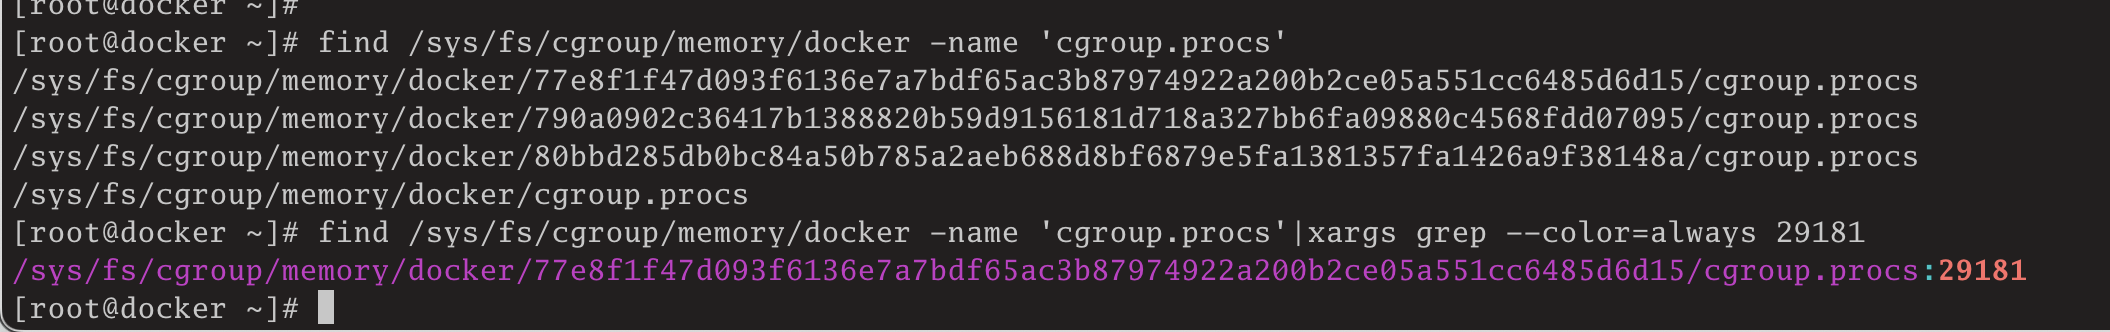 [root@docker ~]#
[root@docker ~]# find /sys/fs/cgroup/memory/docker -name 'cgroup.procs'
/sys/fs/cgroup/memory/docker/77e8f1f47d093f6136e7a7bdf65ac3b87974922a200b2ce05a551cc6485d6d15/cgroup.procs
/sys/fs/cgroup/memory/docker/790a0902c36417b1388820b59d9156181d718a327bb6fa09880c4568fdd07095/cgroup.procs
/sys/fs/cgroup/memory/docker/80bbd285db0bc84a50b785a2aeb688d8bf6879e5fa1381357fa1426a9f38148a/cgroup.procs
/sys/fs/cgroup/memory/docker/cgroup.procs
[root@docker ~]# find /sys/fs/cgroup/memory/docker -name 'cgroup.procs'|xargs grep --color=always 29181
/sys/fs/cgroup/memory/docker/77e8f1f47d093f6136e7a7bdf65ac3b87974922a200b2ce05a551cc6485d6d15/cgroup.procs:29181
[root@docker ~]#